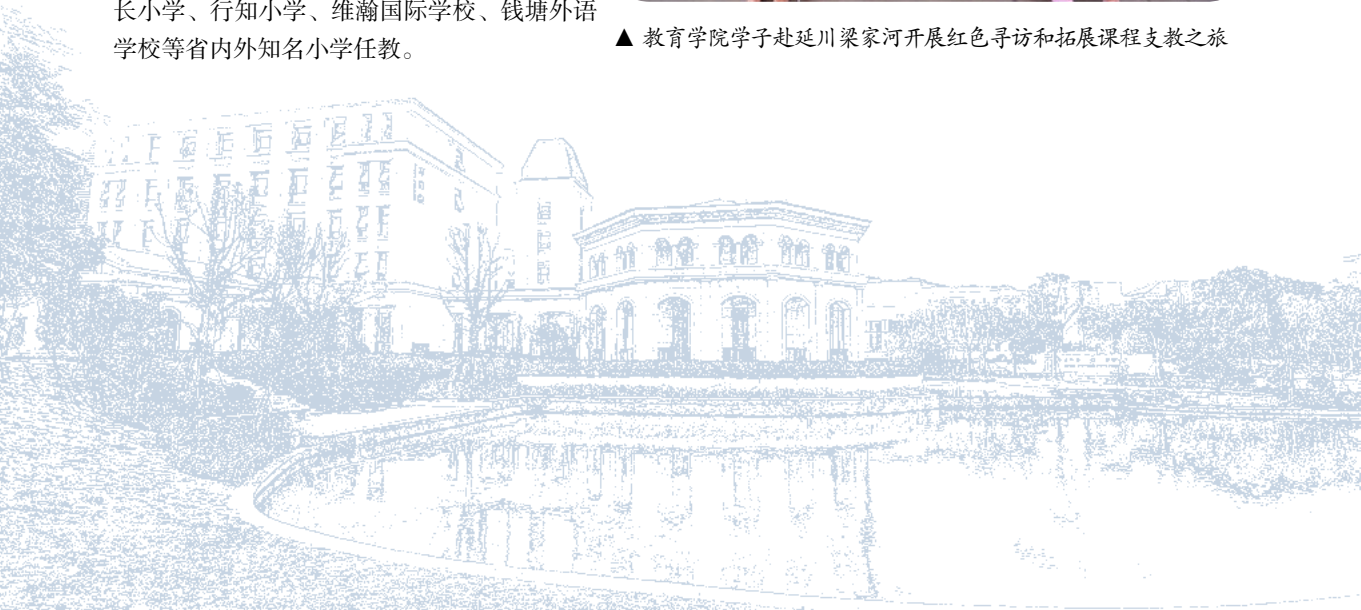 长小学、行知小学、维瀚国际学校、钱塘外语
学校等省内外知名小学任教。
▲ 教育学院学子赴延川梁家河开展红色寻访和拓展课程支教之旅